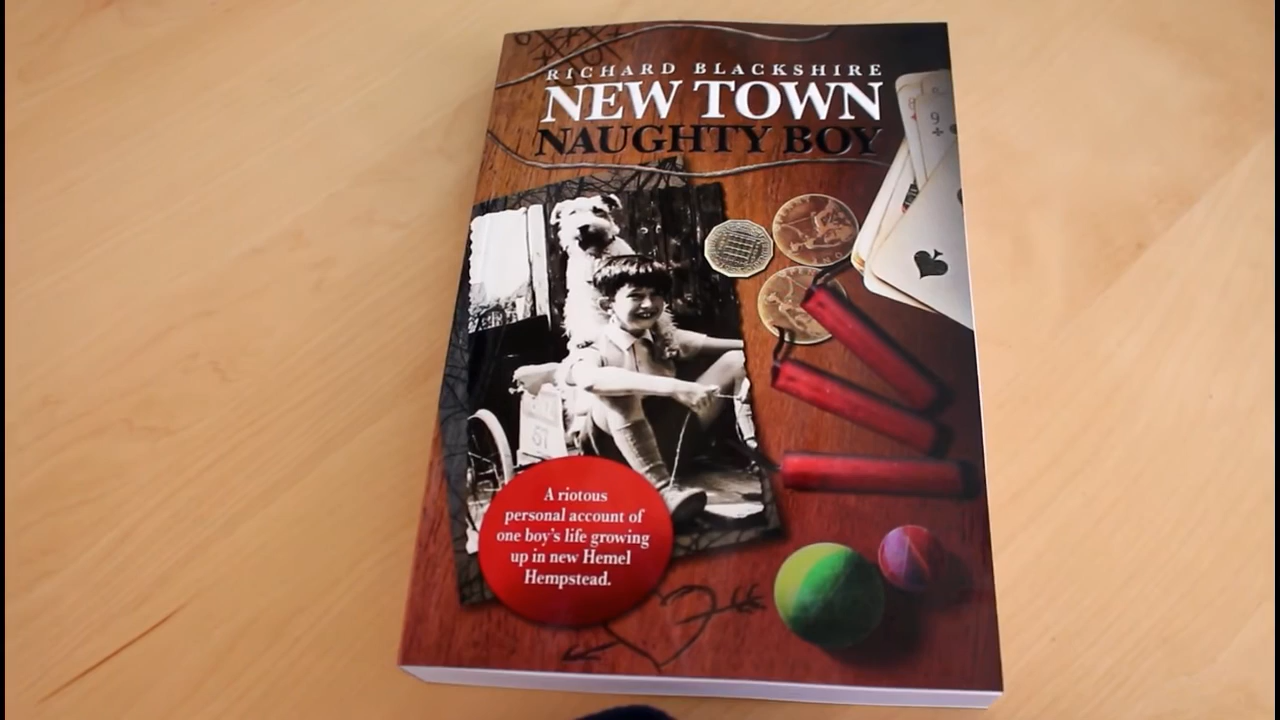 RICHARD BLACKSHIRE
NEW TOWN
NAUGHTY BOY
A riotous
personal account of
one boy's life growing
up in new Hemel
Hempstead.
9